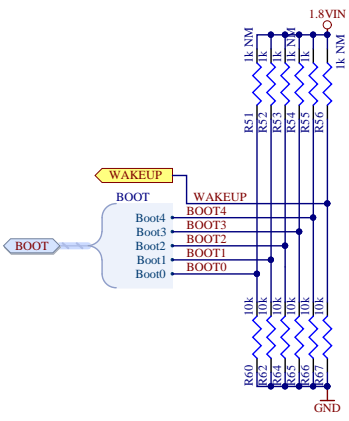 1.8VIN
1k NM
1k
1k
1k NM
1k
1k NM
R51
R52
R53
R54
R55
R56
WAKEUP
BOOT
WAKEUP
Boot4
BOOT4
Boot3
BOOT3
BOOT
Boot2
BOOT2
Boot1
BOOT1
Boot0
BOOT0
10k
10k
10k
10k
10k
10k
R60
R62
R64
R65
R66
R67
GND